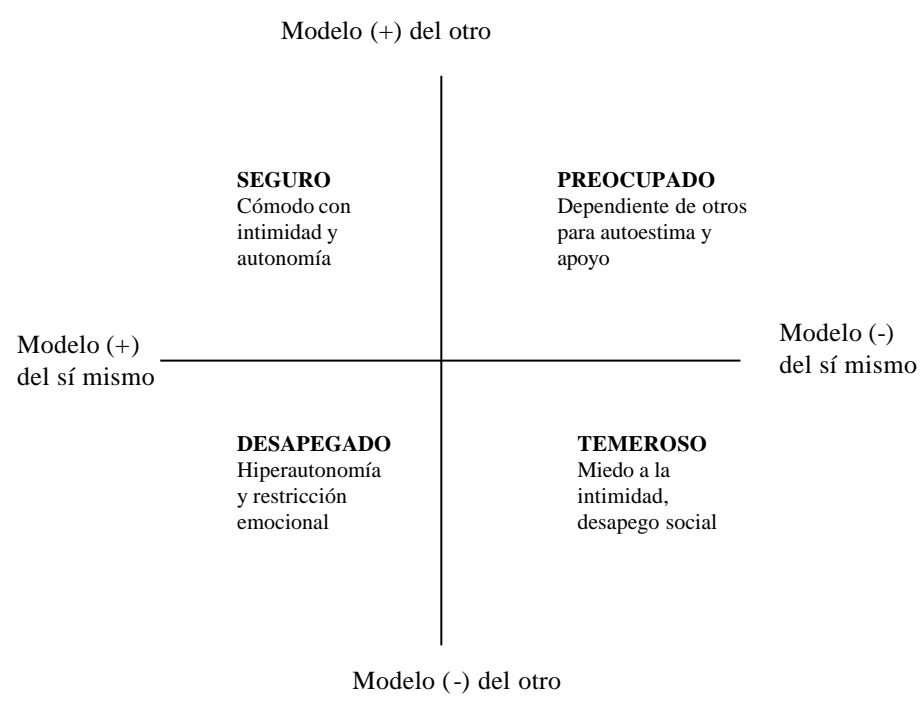 Modelo (+) del otro
SEGURO
Cómodo con
intimidad y
autonomía
PREOCUPADO
Dependiente de otros
para autoestima y
apoyo
Modelo (+)
del sí mismo
Modelo (-)
del sí mismo
DESAPEGADO
Hiperautonomía
y restricción
emocional
TEMEROSO
Miedo a la
intimidad,
desapego social
Modelo (-) del otro